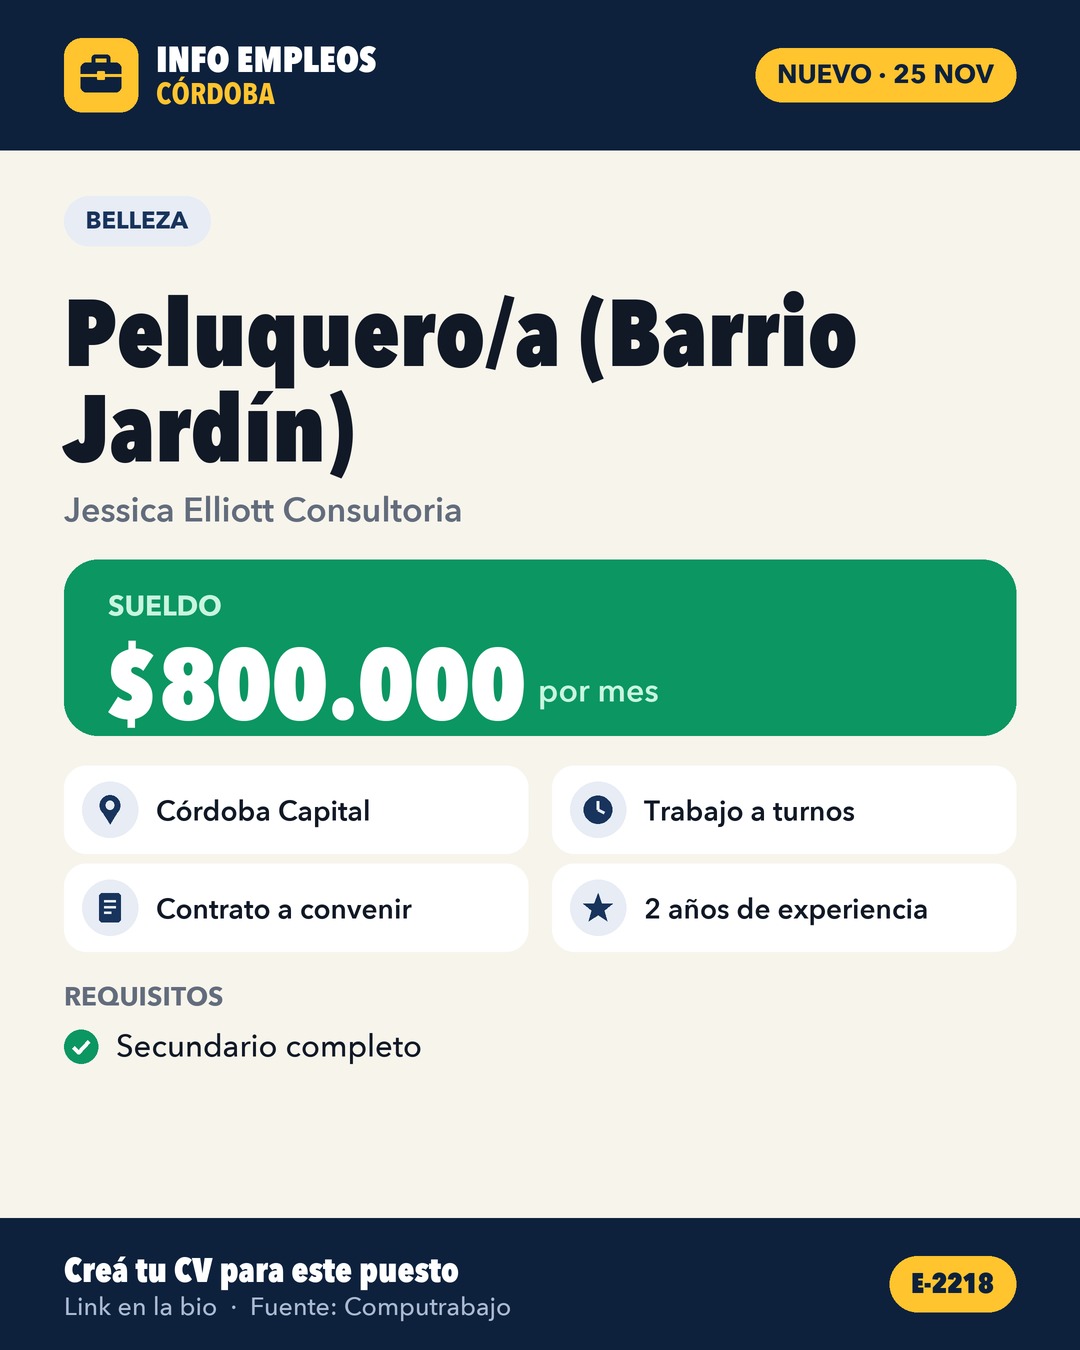 INFO EMPLEOS
CÓRDOBA
NUEVO · 25 NOV
BELLEZA
Peluquero/a (Barrio
Jardín)
Jessica Elliott Consultoria
SUELDO
$800.000 por mes
Córdoba Capital
Trabajo a turnos
Contrato a convenir
2 años de experiencia
REQUISITOS
Secundario completo
Creá tu CV para este puesto
Link en la bio · Fuente: Computrabajo
E-2218